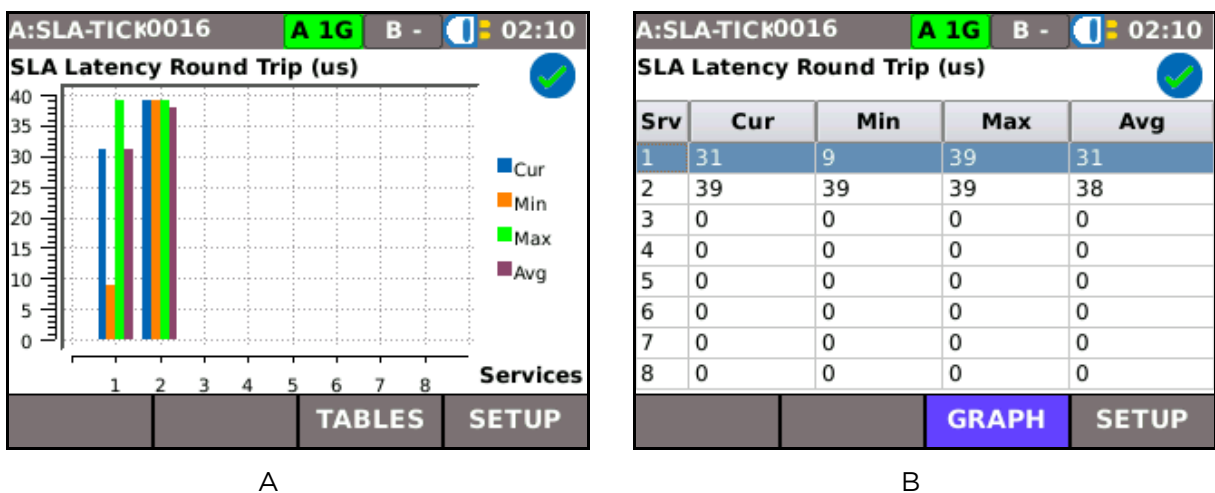 A:SLA-TICK0016 A 1G B - 02:10
SLA Latency Round Trip (us)
40
35
30
25
20
15
10
5
0
Cur
Min
Max
Avg
1 2 3 4 5 6 7 8 Services
TABLES SETUP
A
A:SLA-TICK0016 A 1G B - 02:10
SLA Latency Round Trip (us)
Srv Cur Min Max Avg
1 31 9 39 31
2 39 39 39 38
3 0 0 0 0
4 0 0 0 0
5 0 0 0 0
6 0 0 0 0
7 0 0 0 0
8 0 0 0 0
GRAPH SETUP
B